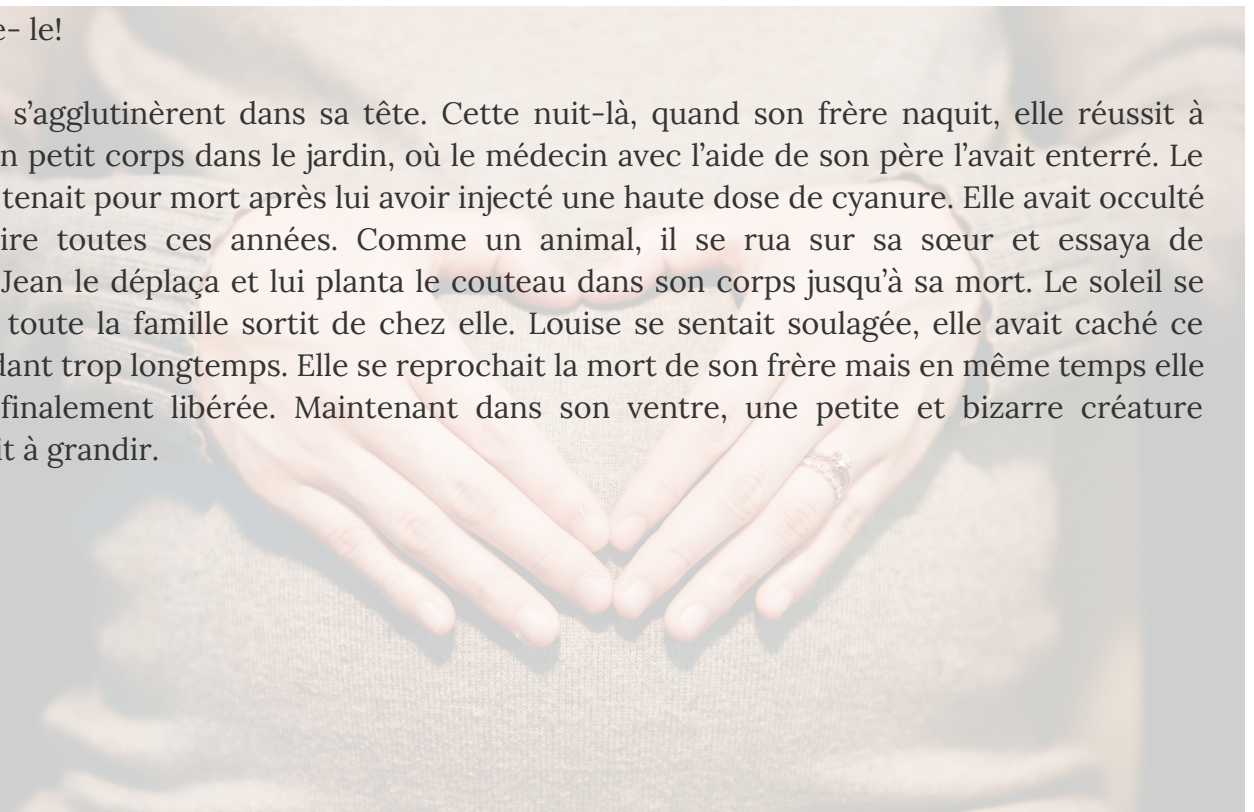 e- le!
s’agglutinèrent dans sa tête. Cette nuit-là, quand son frère naquit, elle réussit à
n petit corps dans le jardin, où le médecin avec l’aide de son père l’avait enterré. Le
tenait pour mort après lui avoir injecté une haute dose de cyanure. Elle avait occulté
ire toutes ces années. Comme un animal, il se rua sur sa sœur et essaya de
Jean le déplaça et lui planta le couteau dans son corps jusqu’à sa mort. Le soleil se
toute la famille sortit de chez elle. Louise se sentait soulagée, elle avait caché ce
dant trop longtemps. Elle se reprochait la mort de son frère mais en même temps elle
finalement libérée. Maintenant dans son ventre, une petite et bizarre créature
it à grandir.